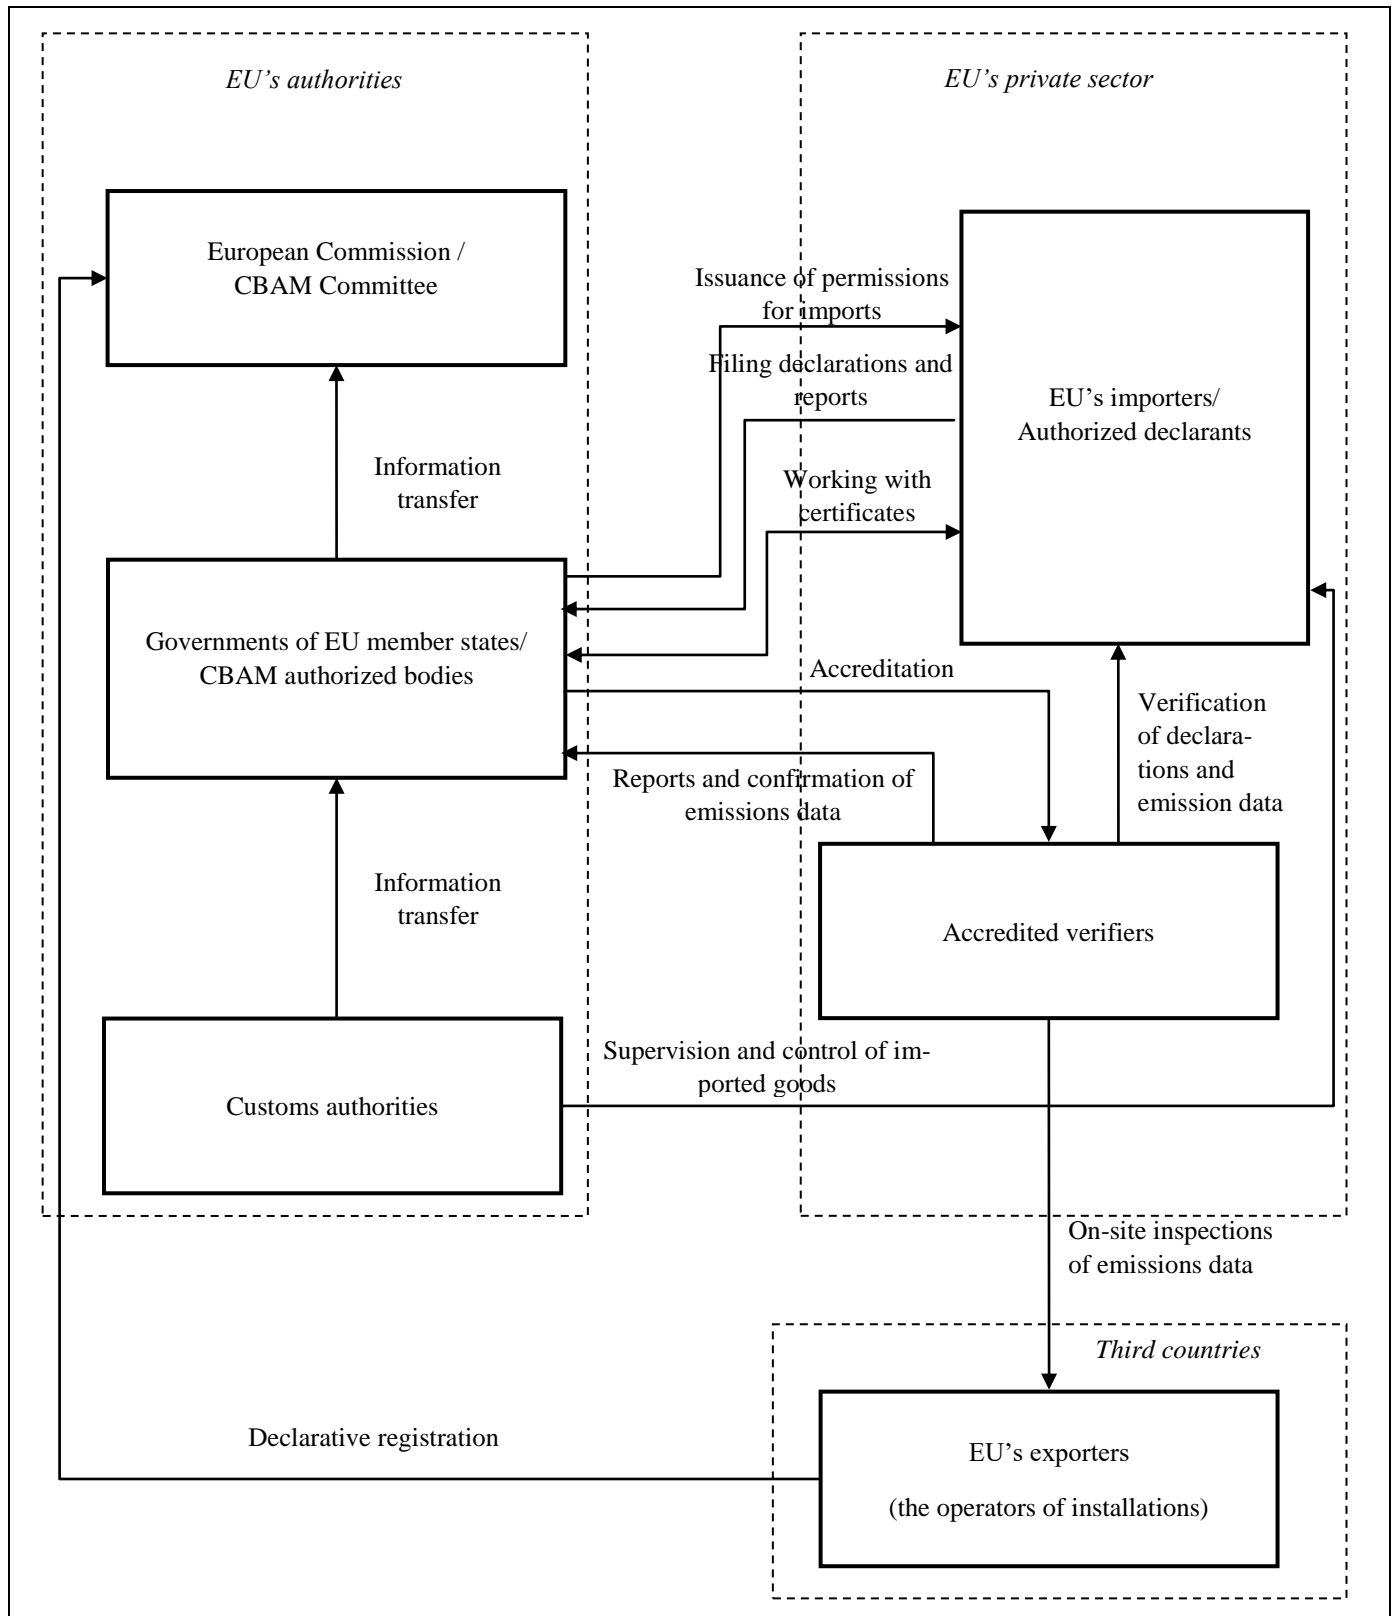 EU’s authorities
EU’s private sector
European Commission /
CBAM Committee
Issuance of permissions
for imports
Filing declarations and
reports
EU’s importers/
Authorized declarants
Information
transfer
Working with
certificates
Governments of EU member states/
CBAM authorized bodies
Accreditation
Verification
of declara-
tions and
emission data
Reports and confirmation of
emissions data
Information
transfer
Accredited verifiers
Supervision and control of im-
ported goods
Customs authorities
On-site inspections
of emissions data
Third countries
Declarative registration
EU’s exporters
(the operators of installations)